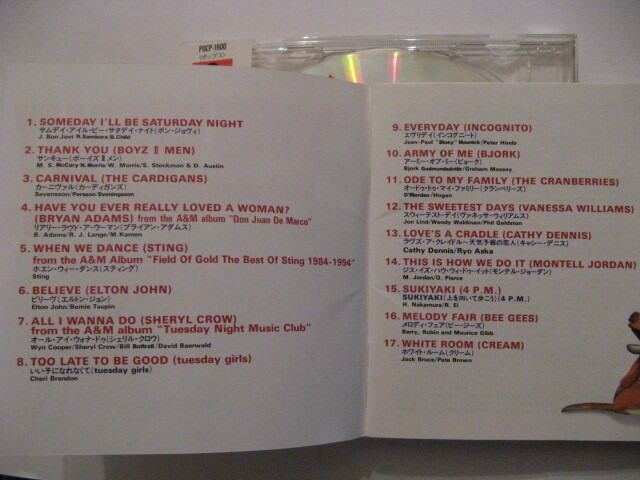 POCP-1600
(ポップス)
1. SOMEDAY I'LL BE SATURDAY NIGHT
サムデイ・アイル・ビー・サタデイ・ナイト(ボン・ジョヴィ)
J. Bon Jovi R. Sambora D. Child
2. THANK YOU (BOYZ Ⅱ MEN)
サンキュー(ボーイズⅡメン)
M. S. McCary N. Morris/W. Morris/S. Stockman & D. Austin
3. CARNIVAL (THE CARDIGANS)
カーニヴァル(カーディガンズ)
Sevensson/Persson Sveningsson
4. HAVE YOU EVER REALLY LOVED A WOMAN?
(BRYAN ADAMS) from the A&M album "Don Juan De Marco"
リアリー・ラヴド・ア・ウーマン(ブライアン・アダムス)
B. Adams/R. J. Lange/M. Kamen
5. WHEN WE DANCE (STING)
from the A&M album "Field Of Gold The Best Of Sting 1984-1994"
ホエン・ウィー・ダンス(スティング)
Sting
6. BELIEVE (ELTON JOHN)
ビリーヴ(エルトン・ジョン)
Elton John/Bernie Taupin
7. ALL I WANNA DO (SHERYL CROW)
from the A&M album "Tuesday Night Music Club"
オール・アイ・ウォナ・ドゥ(シェリル・クロウ)
Wyn Cooper/Sheryl Crow/Bill Bottrell/David Baerwald
8. TOO LATE TO BE GOOD (tuesday girls)
いい子になれなくて(tuesday girls)
Cheri Brandon
9. EVERYDAY (INCOGNITO)
エヴリデイ(インコグニート)
Jean-Paul "Bluey" Maunick/Peter Hinds
10. ARMY OF ME (BJORK)
アーミー・オブ・ミー(ビョーク)
Bjork Gudmundsdottir/Graham Massey
11. ODE TO MY FAMILY (THE CRANBERRIES)
オード・トゥ・マイ・ファミリー(クランベリーズ)
O'Riordan/Hogan
12. THE SWEETEST DAYS (VANESSA WILLIAMS)
スウィーテスト・デイ(ヴァネッサ・ウィリアムス)
Jon Lind/Wendy Waldman/Phil Galdston
13. LOVE'S A CRADLE (CATHY DENNIS)
ラヴズ・ア・クレイドル〜天気予報の恋人(キャシー・デニス)
Cathy Dennis/Ryo Aska
14. THIS IS HOW WE DO IT (MONTELL JORDAN)
ジス・イズ・ハウ・ウィ・ドゥ・イット(モンテル・ジョーダン)
M. Jordan/O. Pierce
15. SUKIYAKI (4 P.M.)
SUKIYAKI(上を向いて歩こう)(4 P.M.)
H. Nakamura/R. Ei
16. MELODY FAIR (BEE GEES)
メロディ・フェア(ビー・ジーズ)
Barry, Robin and Maurice Gibb
17. WHITE ROOM (CREAM)
ホワイト・ルーム(クリーム)
Jack Bruce/Pete Brown